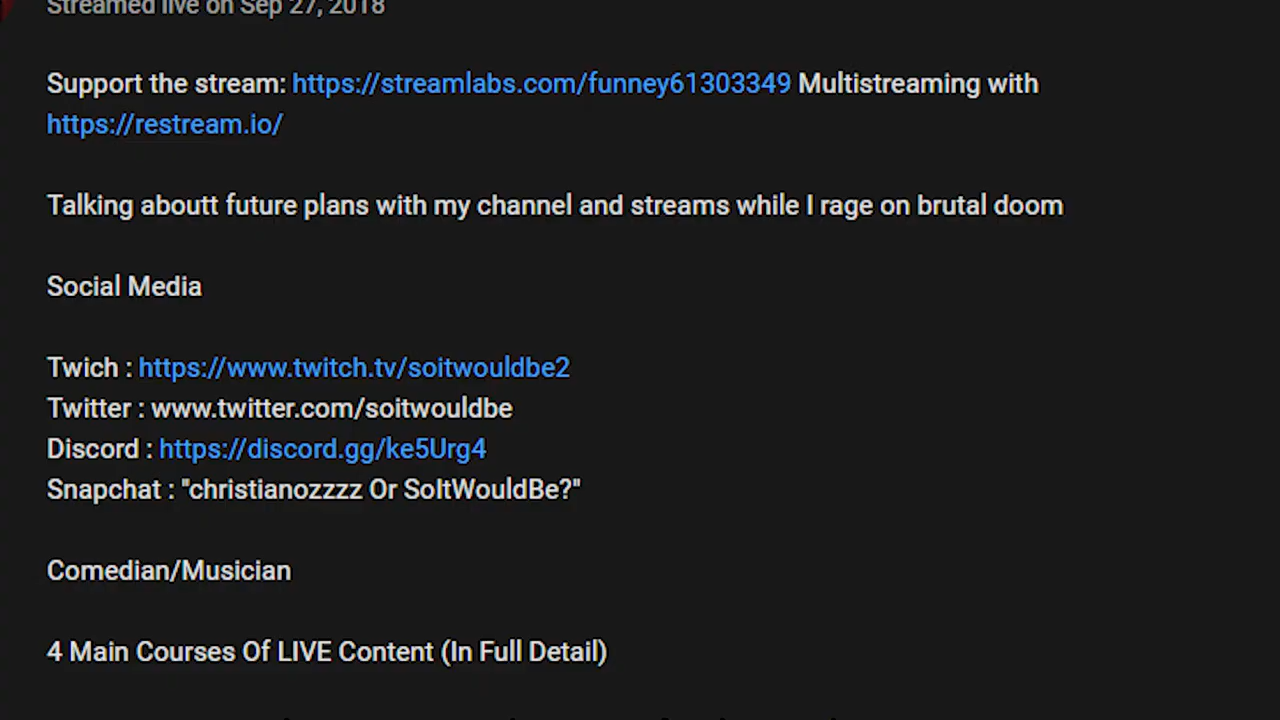 Streamed live on Sep 27, 2018
Support the stream: https://streamlabs.com/funney61303349 Multistreaming with
https://restream.io/
Talking aboutt future plans with my channel and streams while I rage on brutal doom
Social Media
Twich : https://www.twitch.tv/soitwouldbe2
Twitter : www.twitter.com/soitwouldbe
Discord : https://discord.gg/ke5Urg4
Snapchat : "christianozzzz Or SoItWouldBe?"
Comedian/Musician
4 Main Courses Of LIVE Content (In Full Detail)